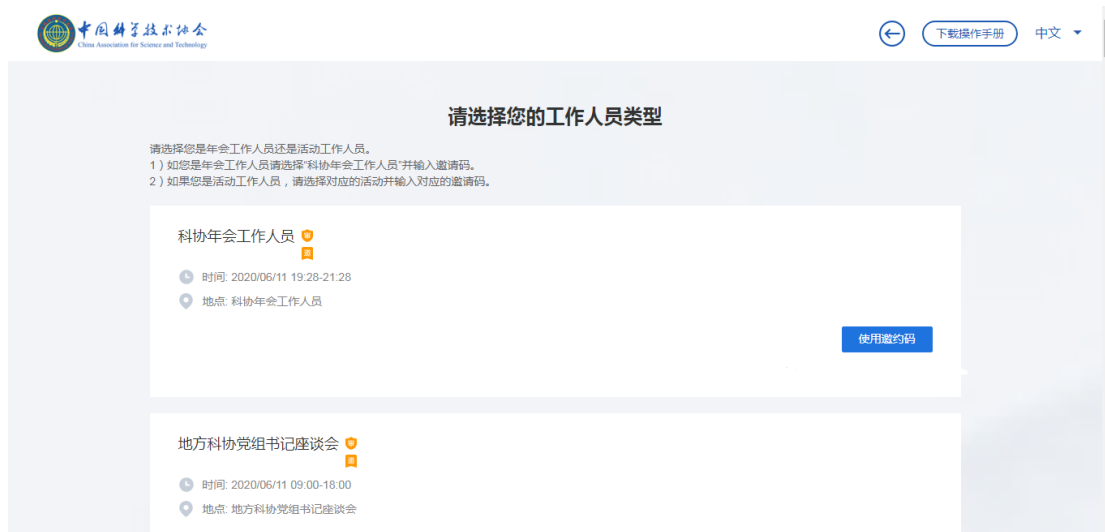 中国科学技术协会
China Association for Science and Technology
下载操作手册
中文
请选择您的工作人员类型
请选择您是年会工作人员还是活动工作人员。
1）如您是年会工作人员请选择“科协年会工作人员”并输入邀请码。
2）如果您是活动工作人员，请选择对应的活动并输入对应的邀请码。
科协年会工作人员
时间: 2020/06/11 19:28-21:28
地点: 科协年会工作人员
使用邀约码
地方科协党组书记座谈会
时间: 2020/06/11 09:00-18:00
地点: 地方科协党组书记座谈会